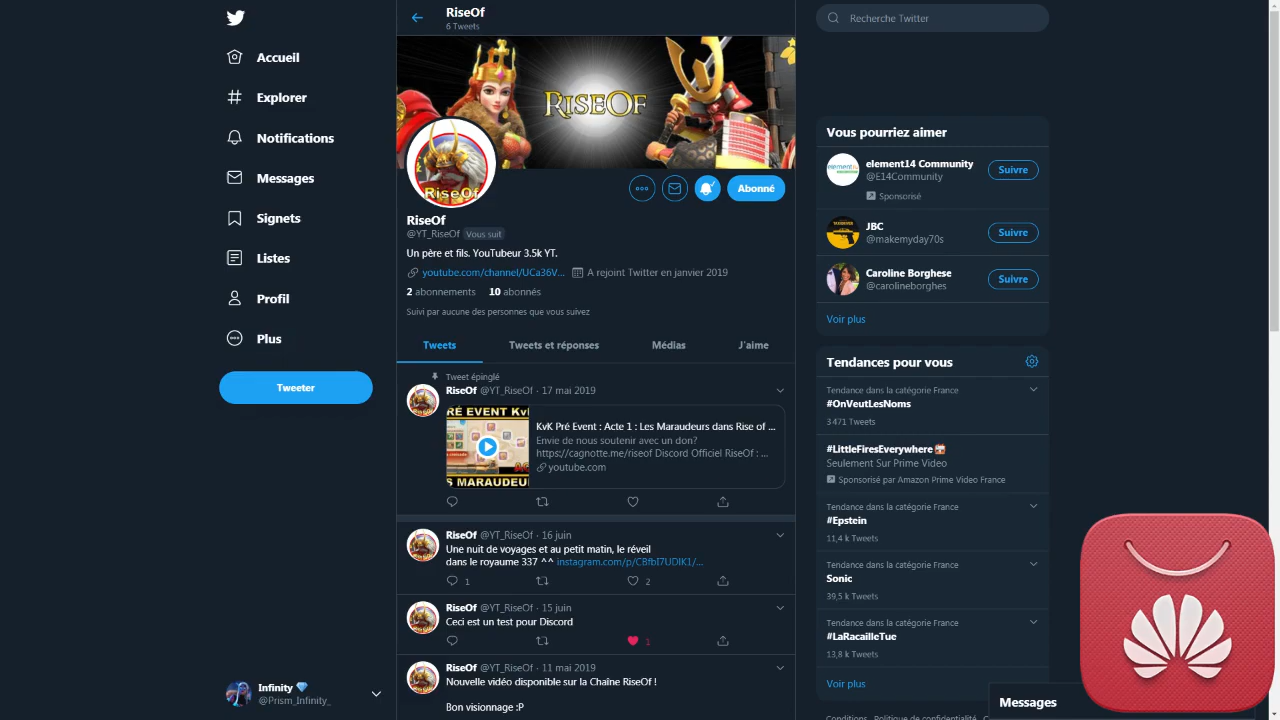 RiseOf
6 Tweets
Recherche Twitter
Accueil
Explorer
Notifications
Messages
Signets
Listes
Profil
Plus
Tweeter
Infinity 💎
@Prism_Infinity_
RISEOF
RiseOf
Abonné
RiseOf
@YT_RiseOf Vous suit
Un père et fils. YouTubeur 3.5k YT.
youtube.com/channel/UCa36V... A rejoint Twitter en janvier 2019
2 abonnements 10 abonnés
Suivi par aucune des personnes que vous suivez
Tweets Tweets et réponses Médias J'aime
Tweet épinglé
RiseOf @YT_RiseOf · 17 mai 2019
RÉ EVENT KvK
S MARAUDEU
KvK Pré Event : Acte 1 : Les Maraudeurs dans Rise of ...
Envie de nous soutenir avec un don?
https://cagnotte.me/riseof Discord Officiel RiseOf : ...
youtube.com
RiseOf @YT_RiseOf · 16 juin
Une nuit de voyages et au petit matin, le réveil
dans le royaume 337 ^^ instagram.com/p/CBfbI7UDIK1/...
1 2
RiseOf @YT_RiseOf · 15 juin
Ceci est un test pour Discord
1
RiseOf @YT_RiseOf · 11 mai 2019
Nouvelle vidéo disponible sur la Chaîne RiseOf !
Bon visionnage :P
Vous pourriez aimer
element14 Community
@E14Community
Sponsorisé
Suivre
JBC
@makemyday70s
Suivre
Caroline Borghese
@carolineborghes
Suivre
Voir plus
Tendances pour vous
Tendance dans la catégorie France
#OnVeutLesNoms
3 471 Tweets
#LittleFiresEverywhere
Seulement Sur Prime Video
Sponsorisé par Amazon Prime Video France
Tendance dans la catégorie France
#Epstein
11,4 k Tweets
Tendance dans la catégorie France
Sonic
39,5 k Tweets
Tendance dans la catégorie France
#LaRacailleTue
13,8 k Tweets
Voir plus
Conditions Politique de confidentialité
Messages